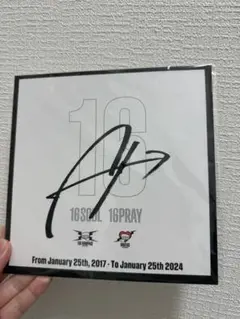 16
16SOUL 16PRAY
From January 25th, 2017 - To January 25th 2024